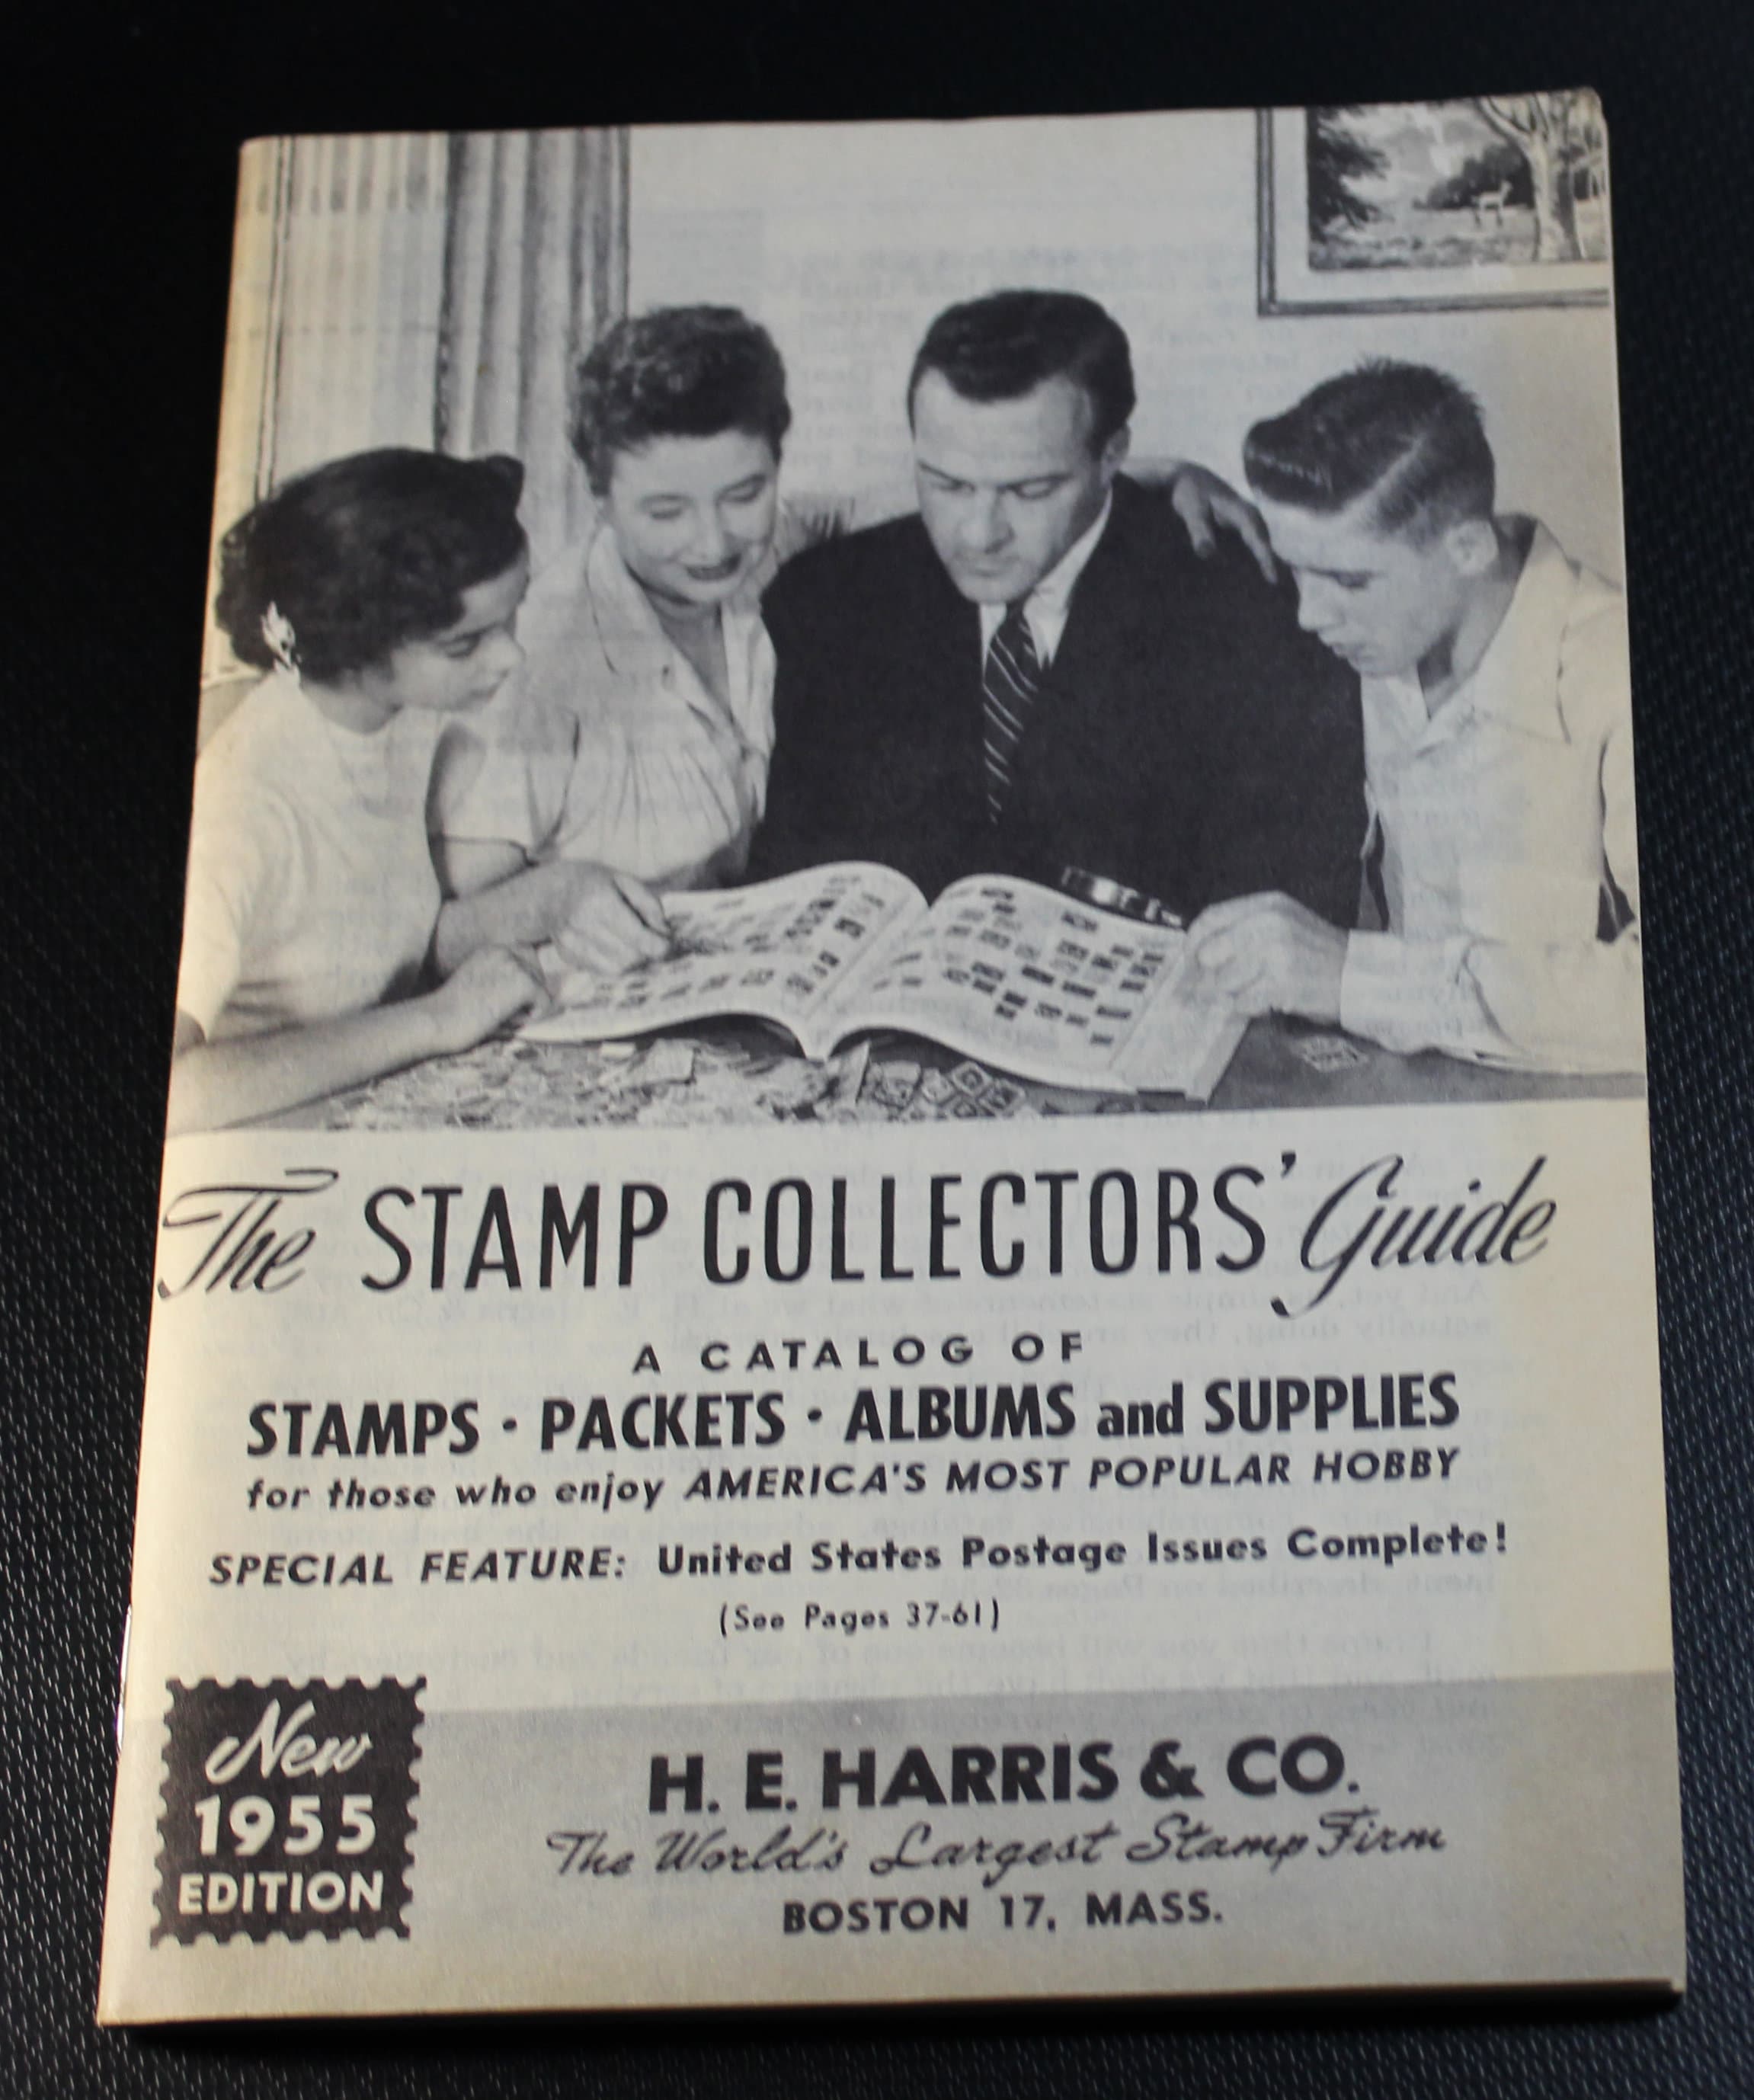 The STAMP COLLECTORS' Guide
A CATALOG OF
STAMPS · PACKETS · ALBUMS and SUPPLIES
for those who enjoy AMERICA'S MOST POPULAR HOBBY
SPECIAL FEATURE: United States Postage Issues Complete!
(See Pages 37-61)
New
1955
EDITION
H. E. HARRIS & CO.
The World's Largest Stamp Firm
BOSTON 17, MASS.